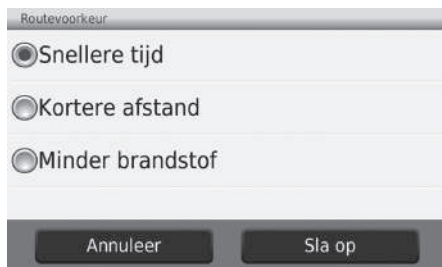 Routevoorkeur
Snellere tijd
Kortere afstand
Minder brandstof
Annuleer
Sla op